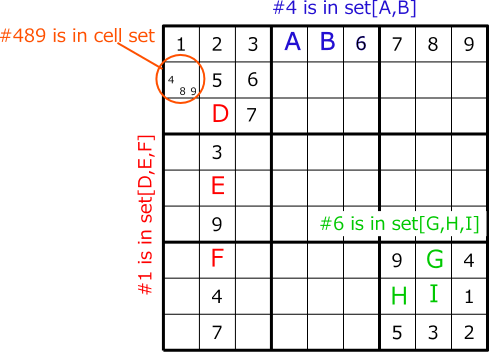 #4 is in set[A,B]
#489 is in cell set
1 2 3 A B 6 7 8 9
4 8 9 5 6
D 7
3
#1 is in set[D,E,F]
E
9
#6 is in set[G,H,I]
F 9 G 4
4 H I 1
7 5 3 2